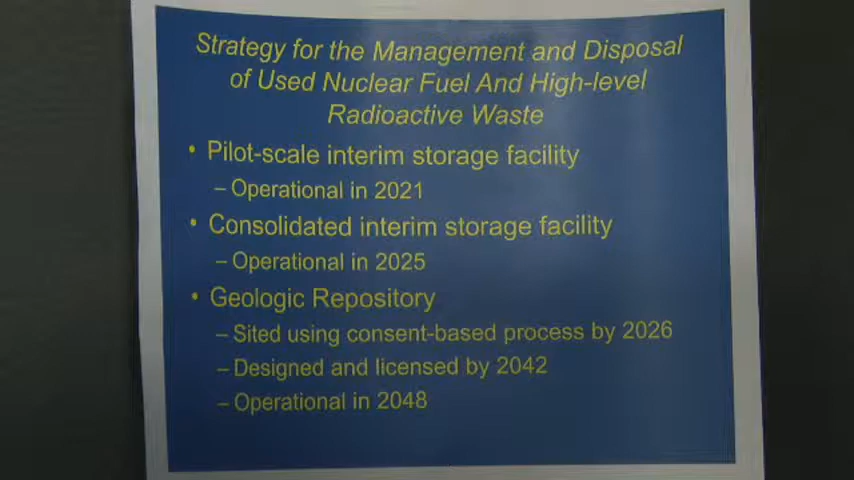 Strategy for the Management and Disposal
of Used Nuclear Fuel And High-level
Radioactive Waste
• Pilot-scale interim storage facility
– Operational in 2021
• Consolidated interim storage facility
– Operational in 2025
• Geologic Repository
– Sited using consent-based process by 2026
– Designed and licensed by 2042
– Operational in 2048